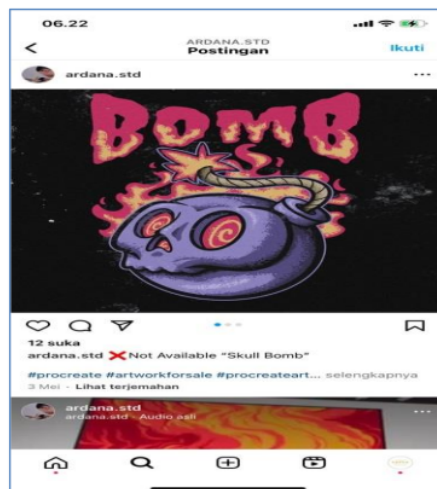 06.22
ARDANA.STD
Postingan
Ikuti
ardana.std
BOMB
12 suka
ardana.std ❌Not Available "Skull Bomb"
#procreate #artworkforsale #procreateart... selengkapnya
3 Mei · Lihat terjemahan
ardana.std
ardana.std · Audio asli